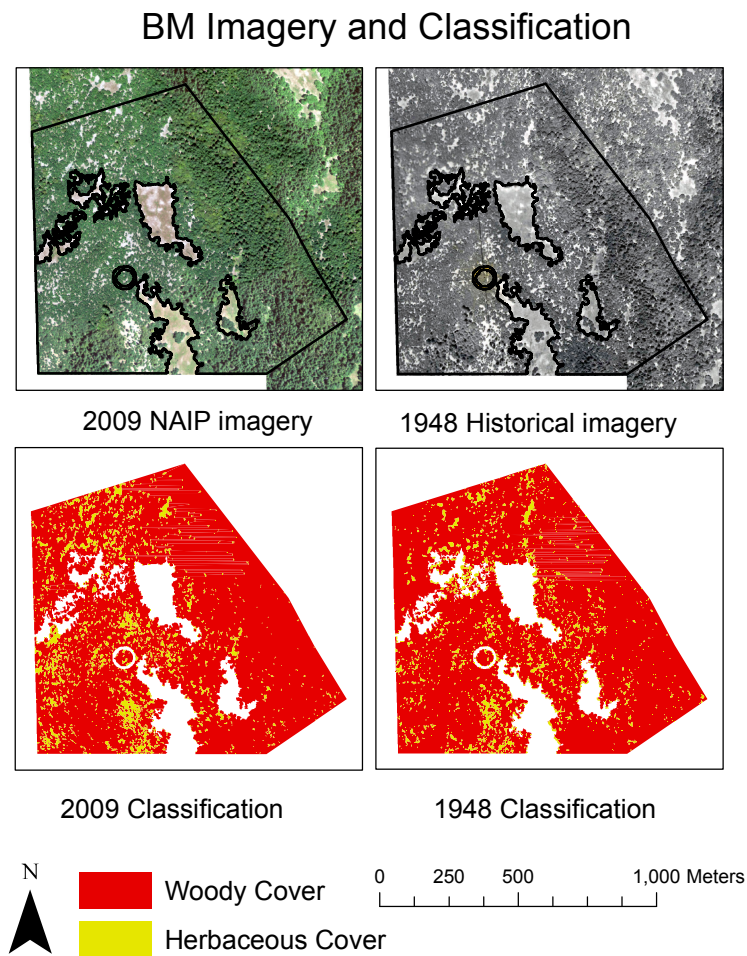 BM Imagery and Classification
2009 NAIP imagery
1948 Historical imagery
2009 Classification
1948 Classification
N
Woody Cover
Herbaceous Cover
0 250 500 1,000 Meters